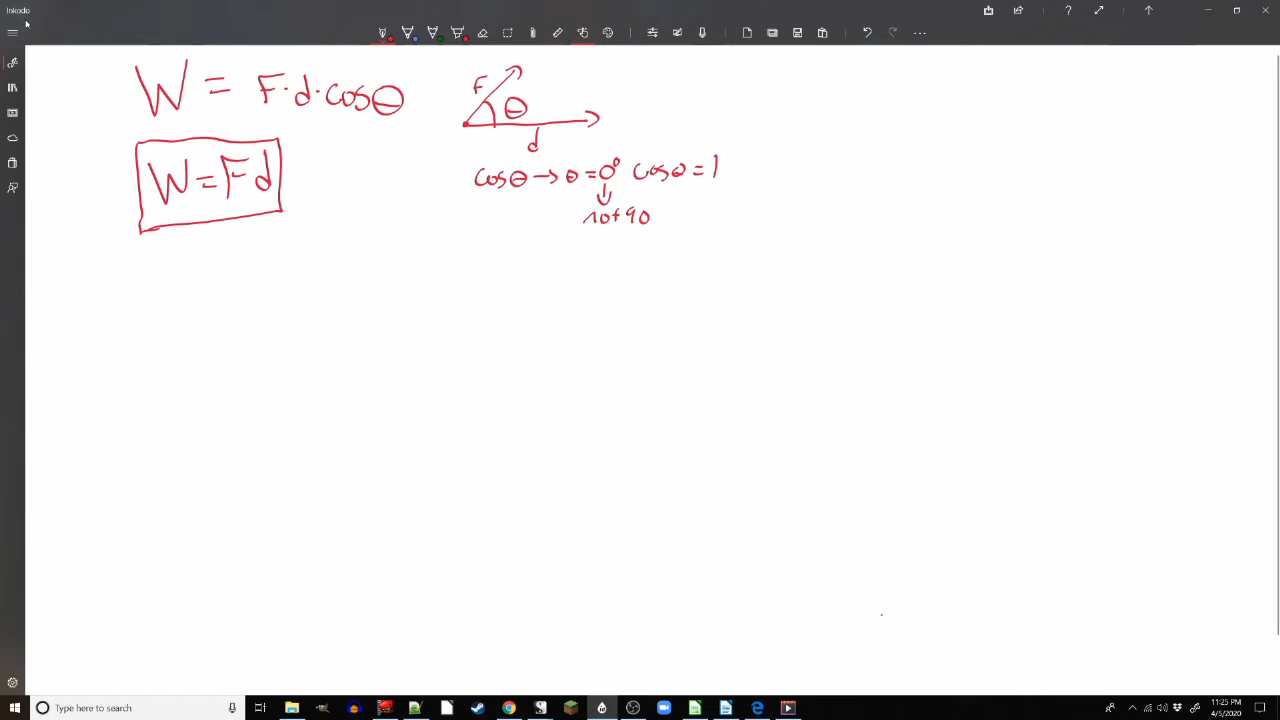 Inkodo
W = F·d·cosθ
F
θ
d
W = Fd
cosθ → θ = 0° cosθ = 1
not 90
Type here to search
11:25 PM
4/5/2020